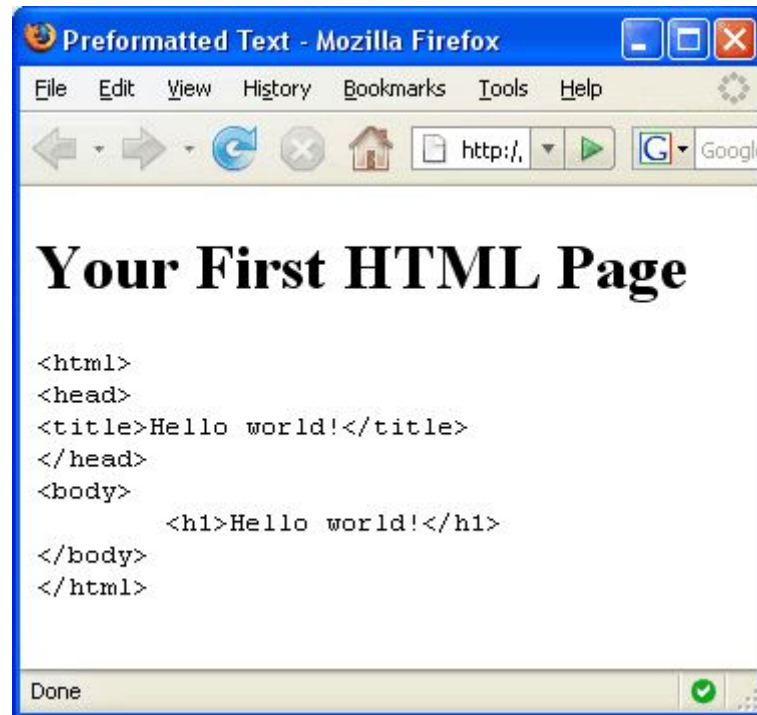 Preformatted Text - Mozilla Firefox
File Edit View History Bookmarks Tools Help
http:/, G Googl
Your First HTML Page
<html>
<head>
<title>Hello world!</title>
</head>
<body>
<h1>Hello world!</h1>
</body>
</html>
Done